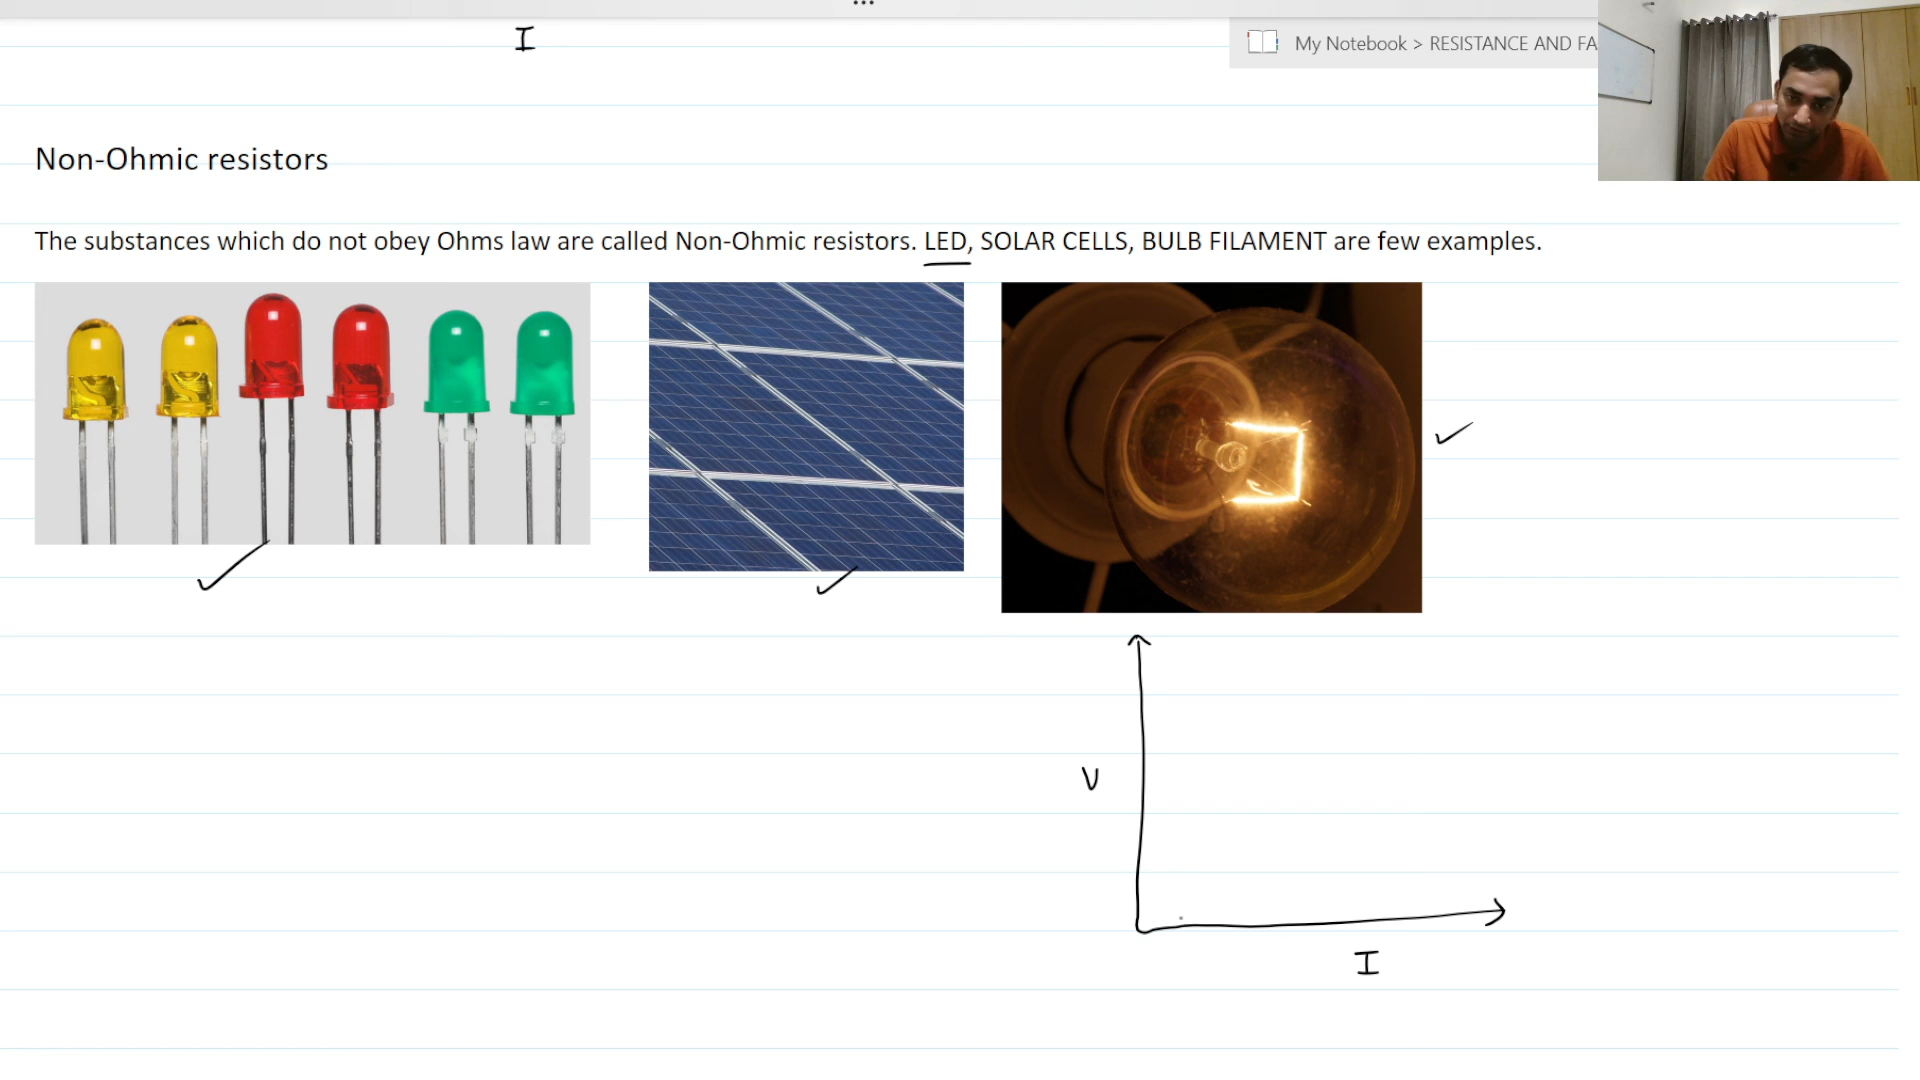 I
My Notebook > RESISTANCE AND FA
Non-Ohmic resistors
The substances which do not obey Ohms law are called Non-Ohmic resistors. LED, SOLAR CELLS, BULB FILAMENT are few examples.
V
I